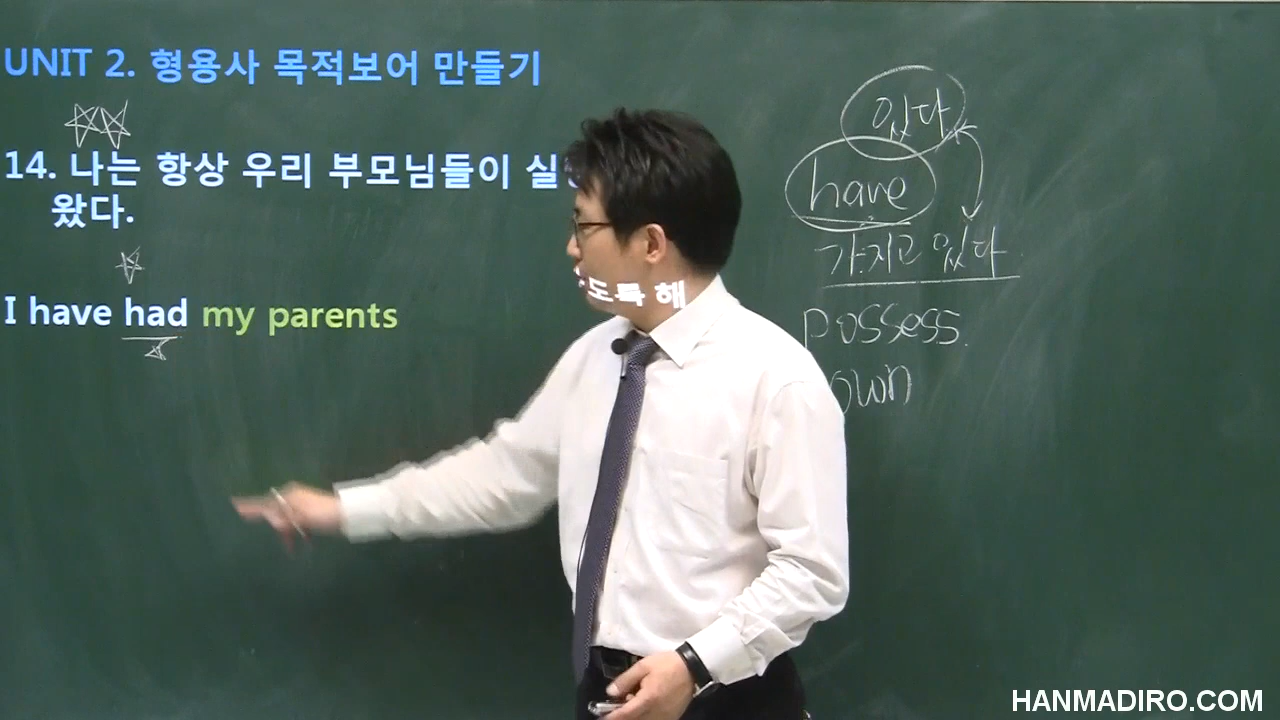 UNIT 2. 형용사 목적보어 만들기
14. 나는 항상 우리 부모님들이 실 도록 해
왔다.
I have had my parents
있다
have
가지고 있다
possess.
own
HANMADIRO.COM